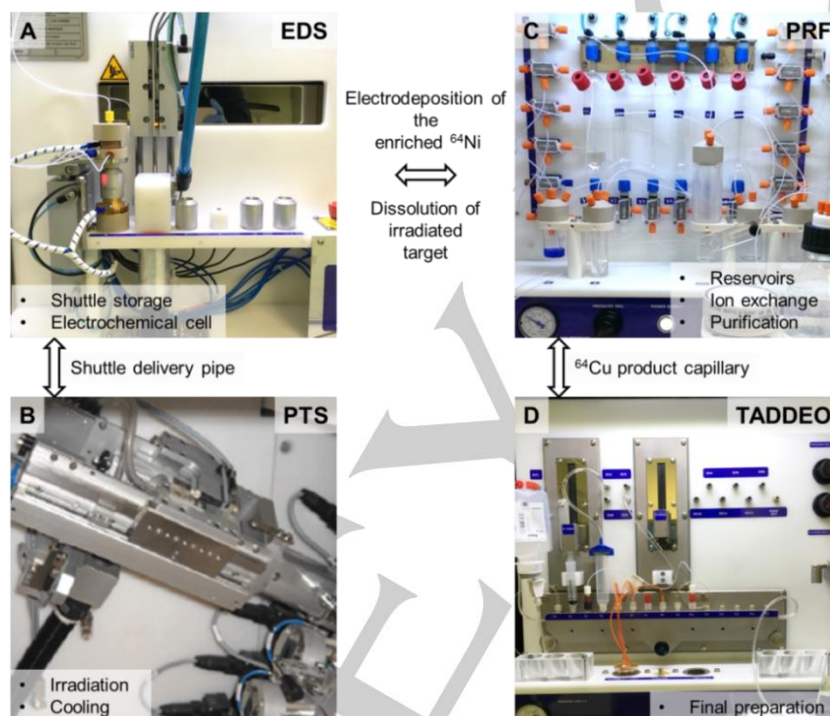 A
EDS
• Shuttle storage
• Electrochemical cell
Electrodeposition of
the
enriched ⁶⁴Ni
Dissolution of
irradiated
target
C
PRF
• Reservoirs
• Ion exchange
• Purification
Shuttle delivery pipe
⁶⁴Cu product capillary
B
PTS
• Irradiation
• Cooling
D
TADDEO
• Final preparation